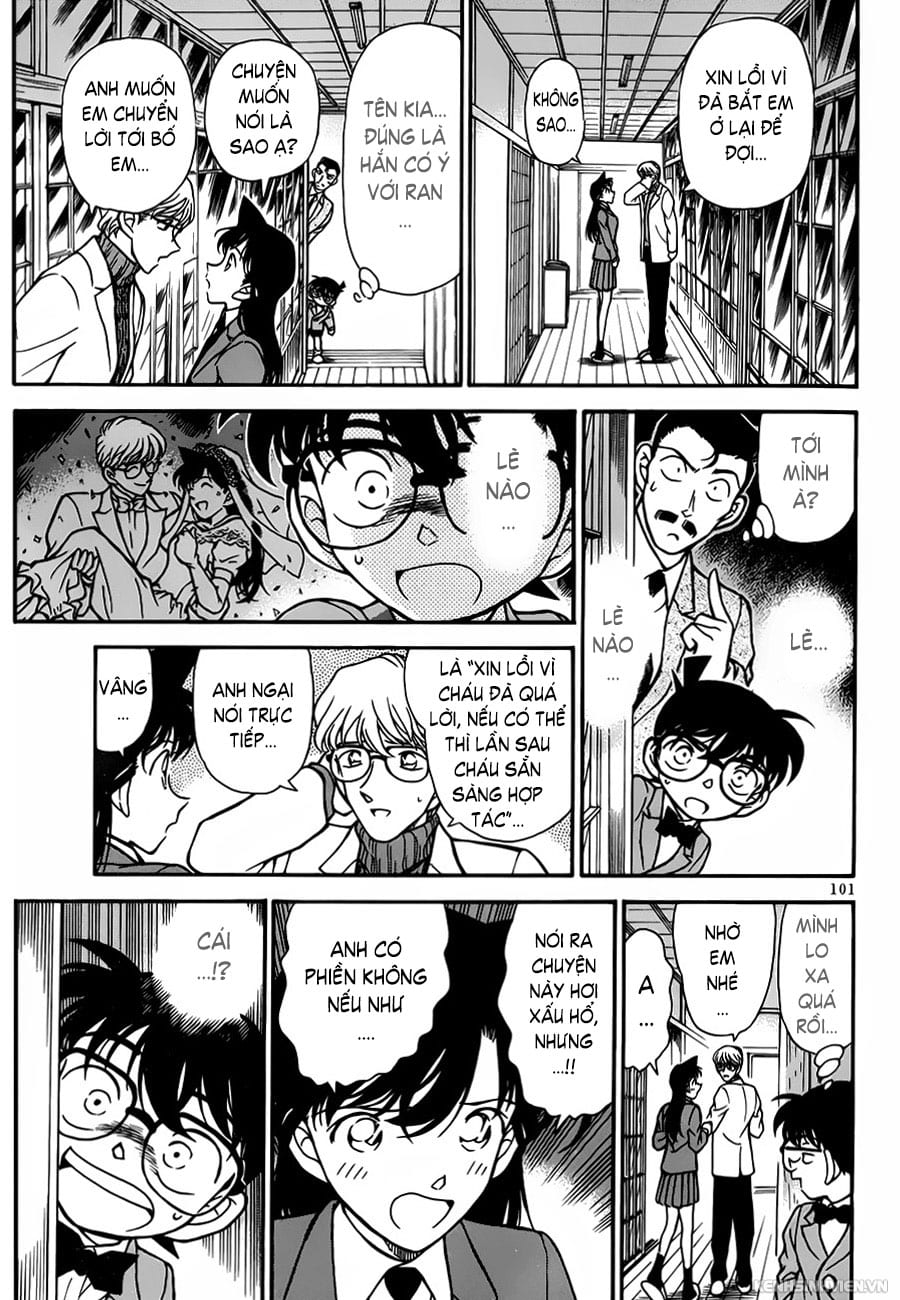 XIN LỖI VÌ
ĐÃ BẮT EM
Ở LẠI ĐỂ
ĐỢI...
KHÔNG
SAO...
TÊN KIA...
ĐÚNG LÀ
HẮN CÓ Ý
VỚI RAN
...
CHUYỆN
MUỐN
NÓI LÀ
SAO Ạ?
ANH MUỐN
EM CHUYỂN
LỜI TỚI BỐ
EM...
TỚI
MÌNH
À?
LẼ...
LẼ
NÀO
...
LẼ
NÀO
...
LÀ "XIN LỖI VÌ
CHÁU ĐÃ QUÁ
LỜI, NẾU CÓ THỂ
THÌ LẦN SAU
CHÁU SẴN
SÀNG HỢP
TÁC"...
ANH NGẠI
NÓI TRỰC
TIẾP...
VÂNG
...
101
MÌNH
LO
XA
QUÁ
RỒI...
NHỜ
EM
NHÉ
...
A
...
NÓI RA
CHUYỆN
NÀY HƠI
XẤU HỔ,
NHƯNG
...!!
ANH CÓ
PHIỀN KHÔNG
NẾU NHƯ
....
CÁI
...!?
KENHSINHVIEN.VN